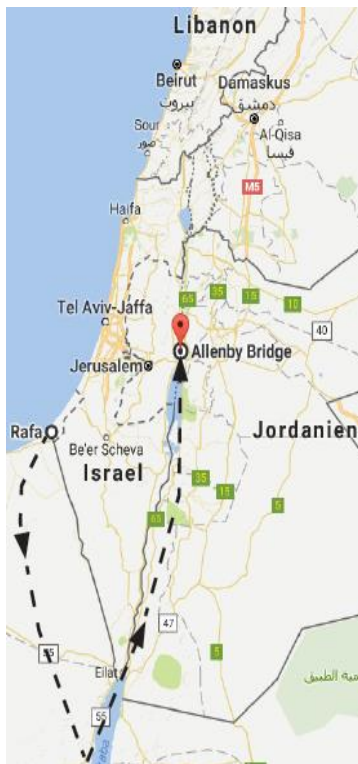 Libanon
Beirut
بيروت
Damaskus
دمشق
Sour
صور
Al-Qisa
قيسا
M5
Haifa
65
35
15
10
Tel Aviv-Jaffa
40
Allenby Bridge
Jerusalem
Rafa
Be'er Scheva
Jordanien
Israel
35
15
5
65
47
55
5
Eilat
55